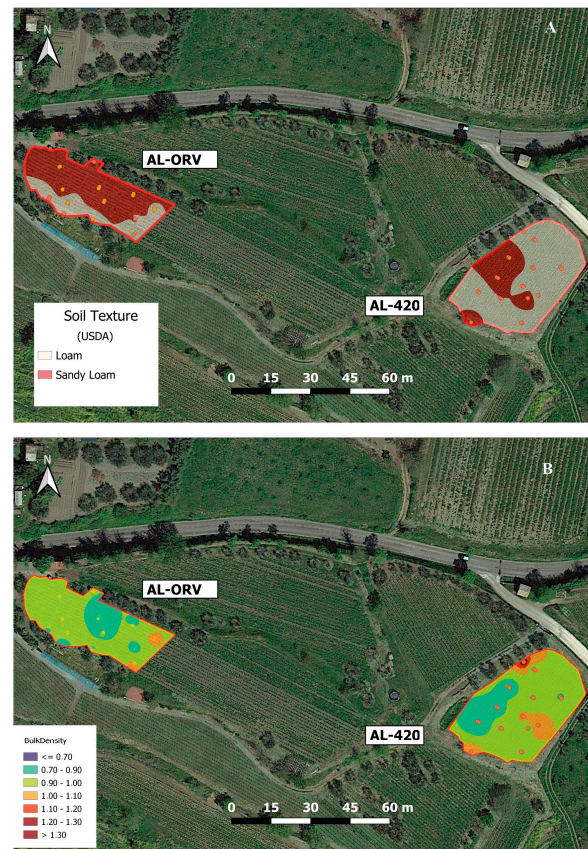 A
N
AL-ORV
AL-420
Soil Texture
(USDA)
Loam
Sandy Loam
0 15 30 45 60 m
B
N
AL-ORV
AL-420
BulkDensity
<= 0.70
0.70 - 0.90
0.90 - 1.00
1.00 - 1.10
1.10 - 1.20
1.20 - 1.30
> 1.30
0 15 30 45 60 m